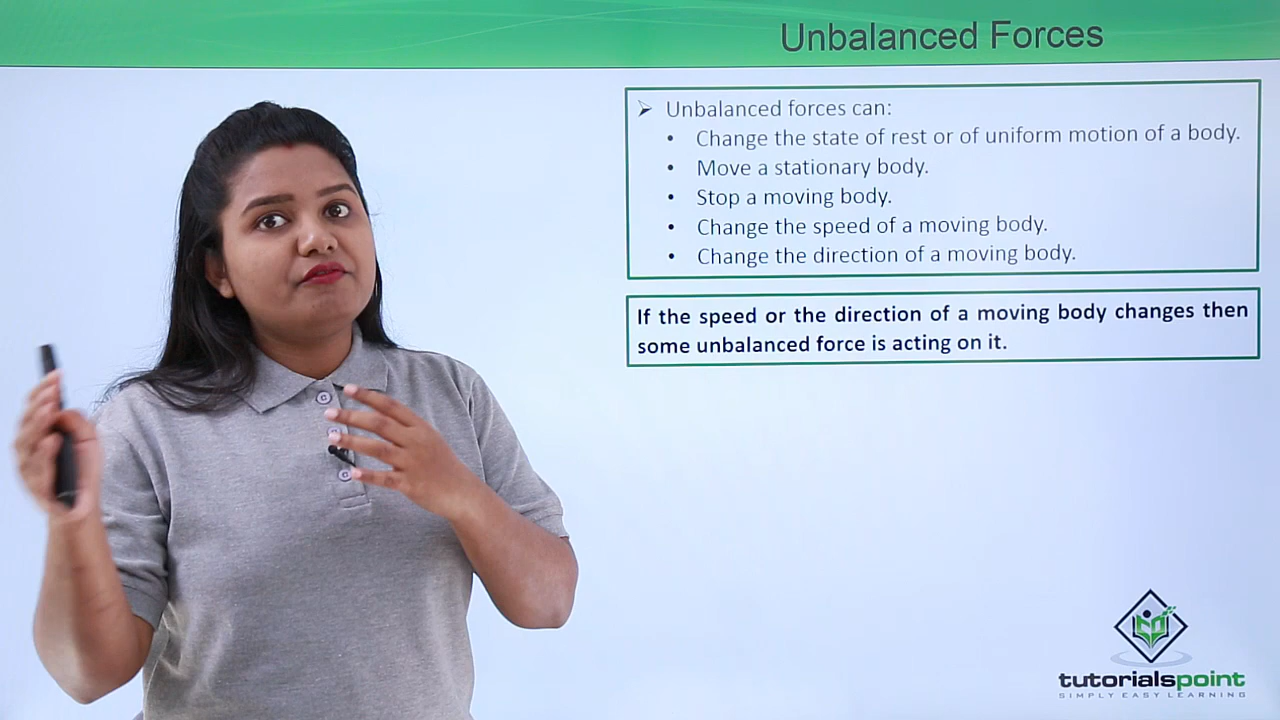 Unbalanced Forces
➢ Unbalanced forces can:
• Change the state of rest or of uniform motion of a body.
• Move a stationary body.
• Stop a moving body.
• Change the speed of a moving body.
• Change the direction of a moving body.
If the speed or the direction of a moving body changes then
some unbalanced force is acting on it.
tutorialspoint
SIMPLY EASY LEARNING